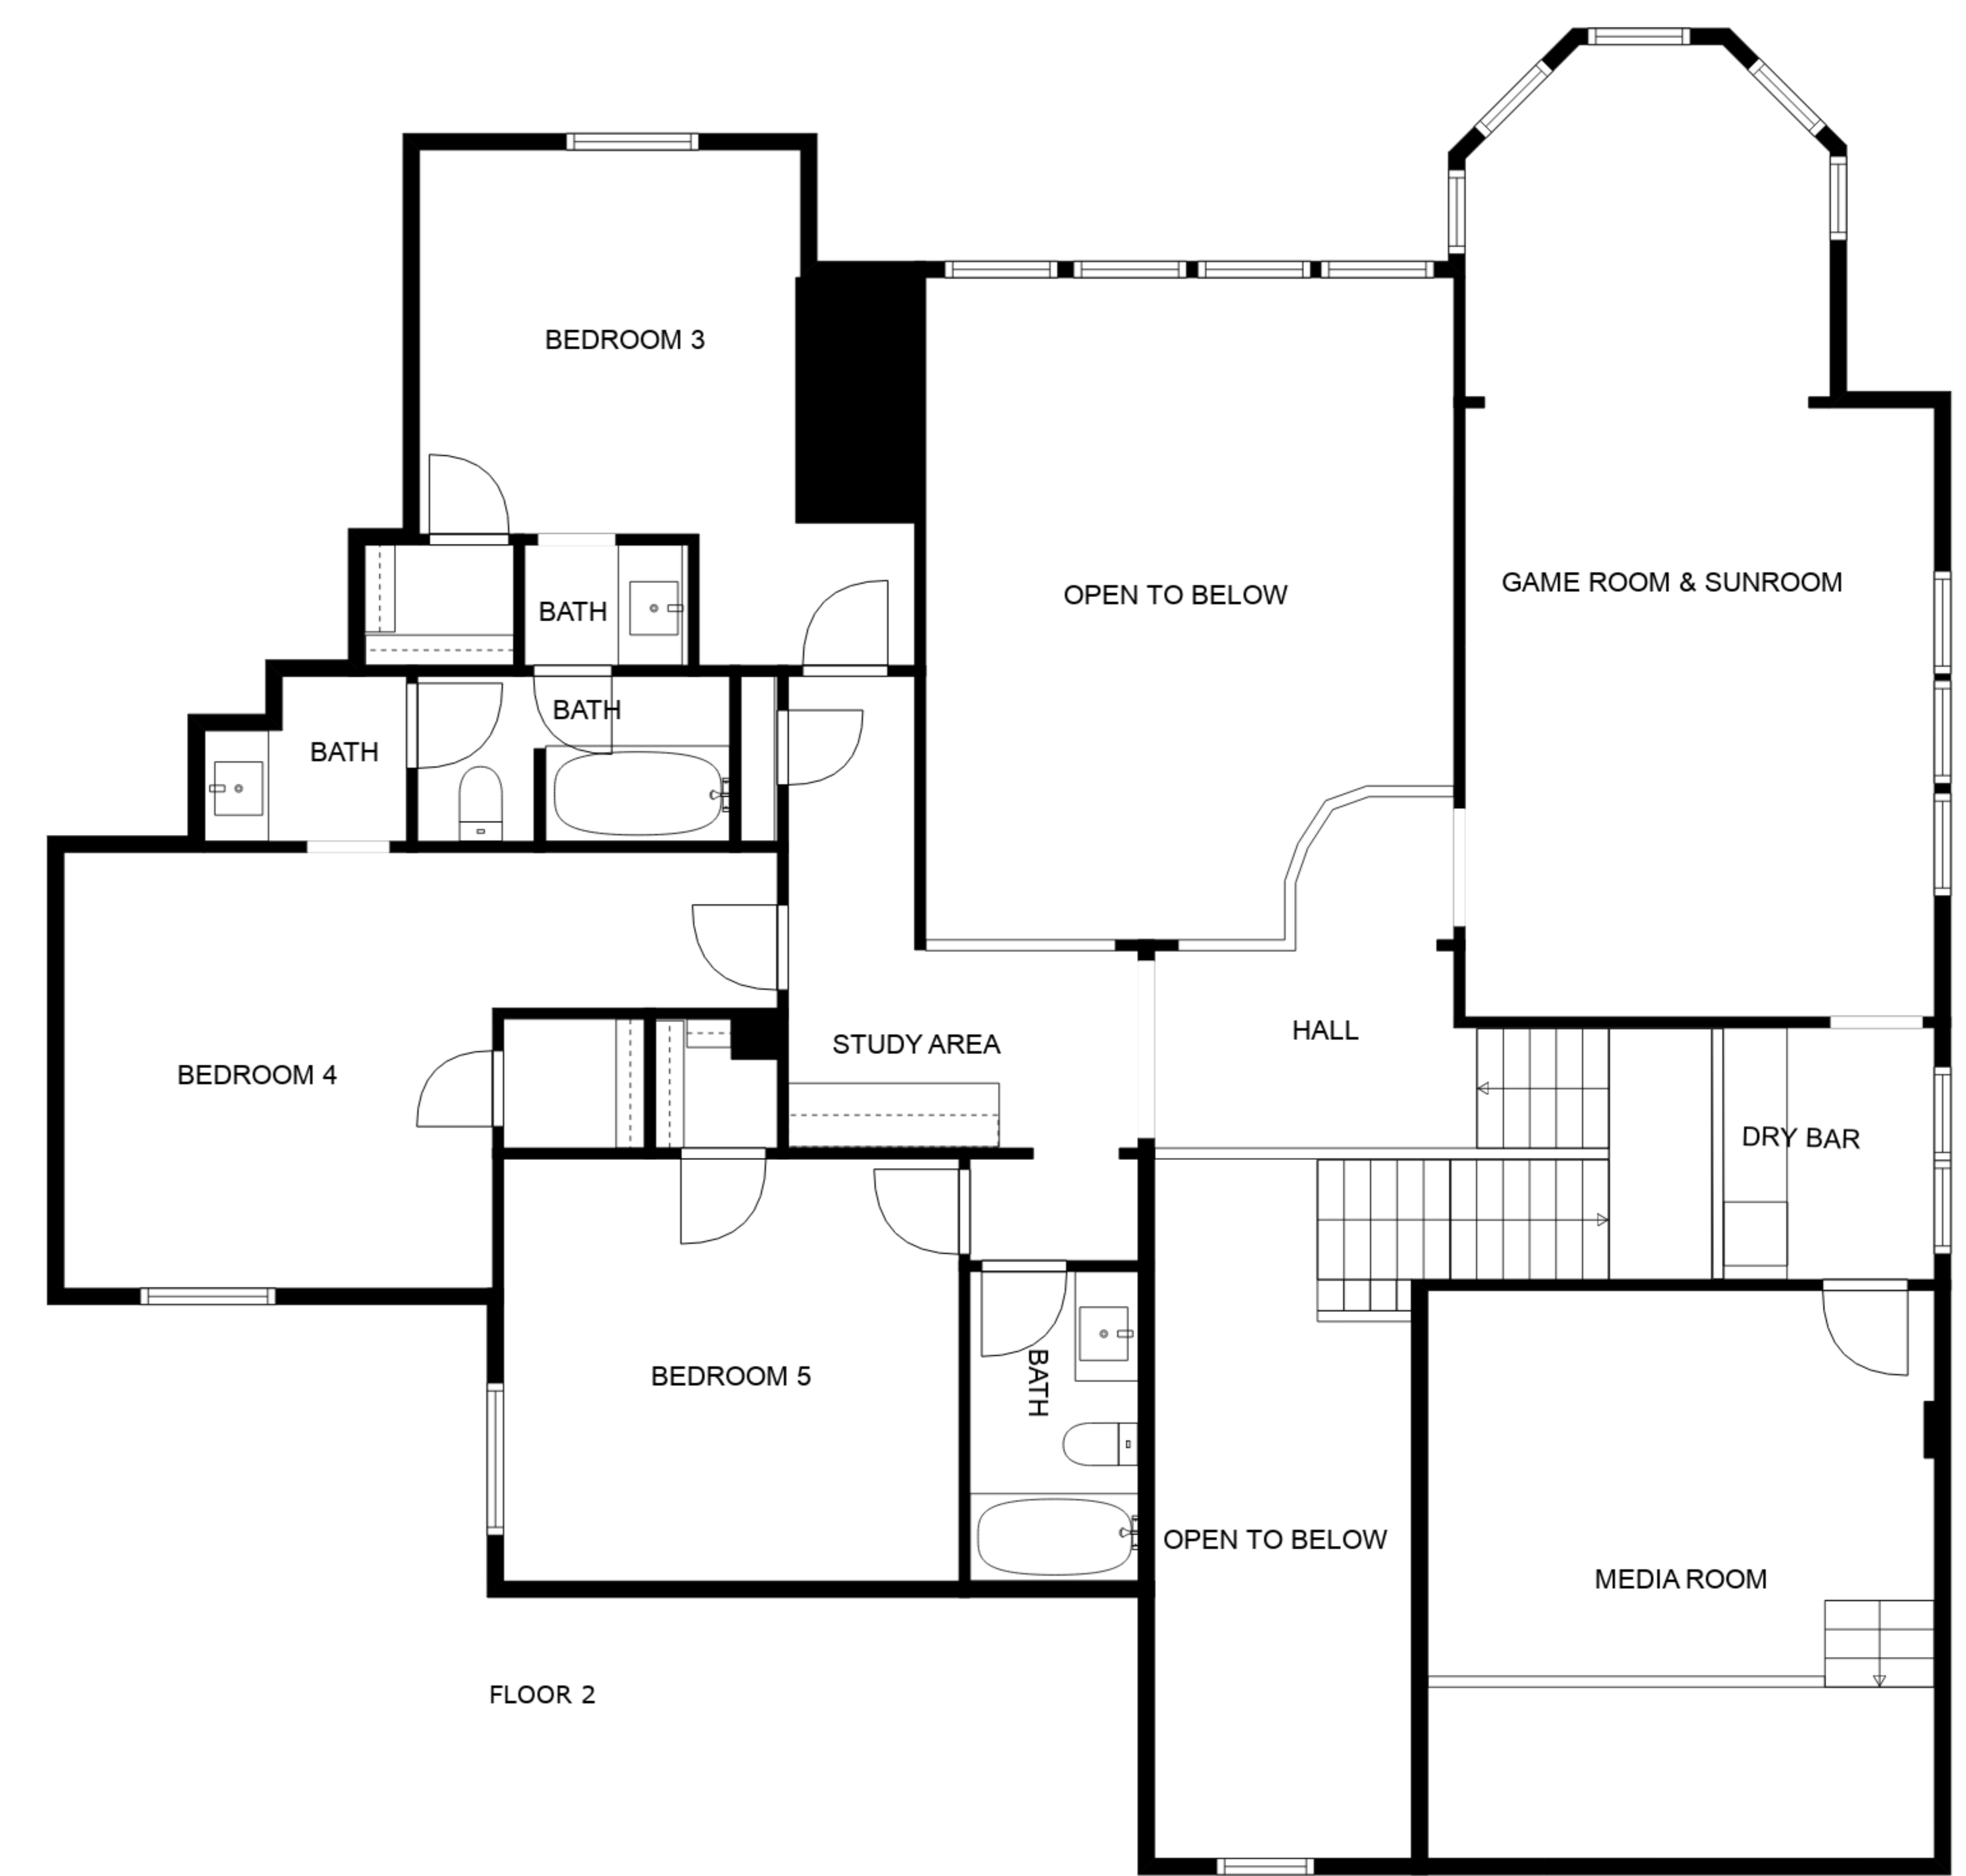 BEDROOM 3
OPEN TO BELOW
GAME ROOM & SUNROOM
BATH
BATH
BATH
STUDY AREA
HALL
BEDROOM 4
DRY BAR
BEDROOM 5
BATH
OPEN TO BELOW
MEDIA ROOM
FLOOR 2